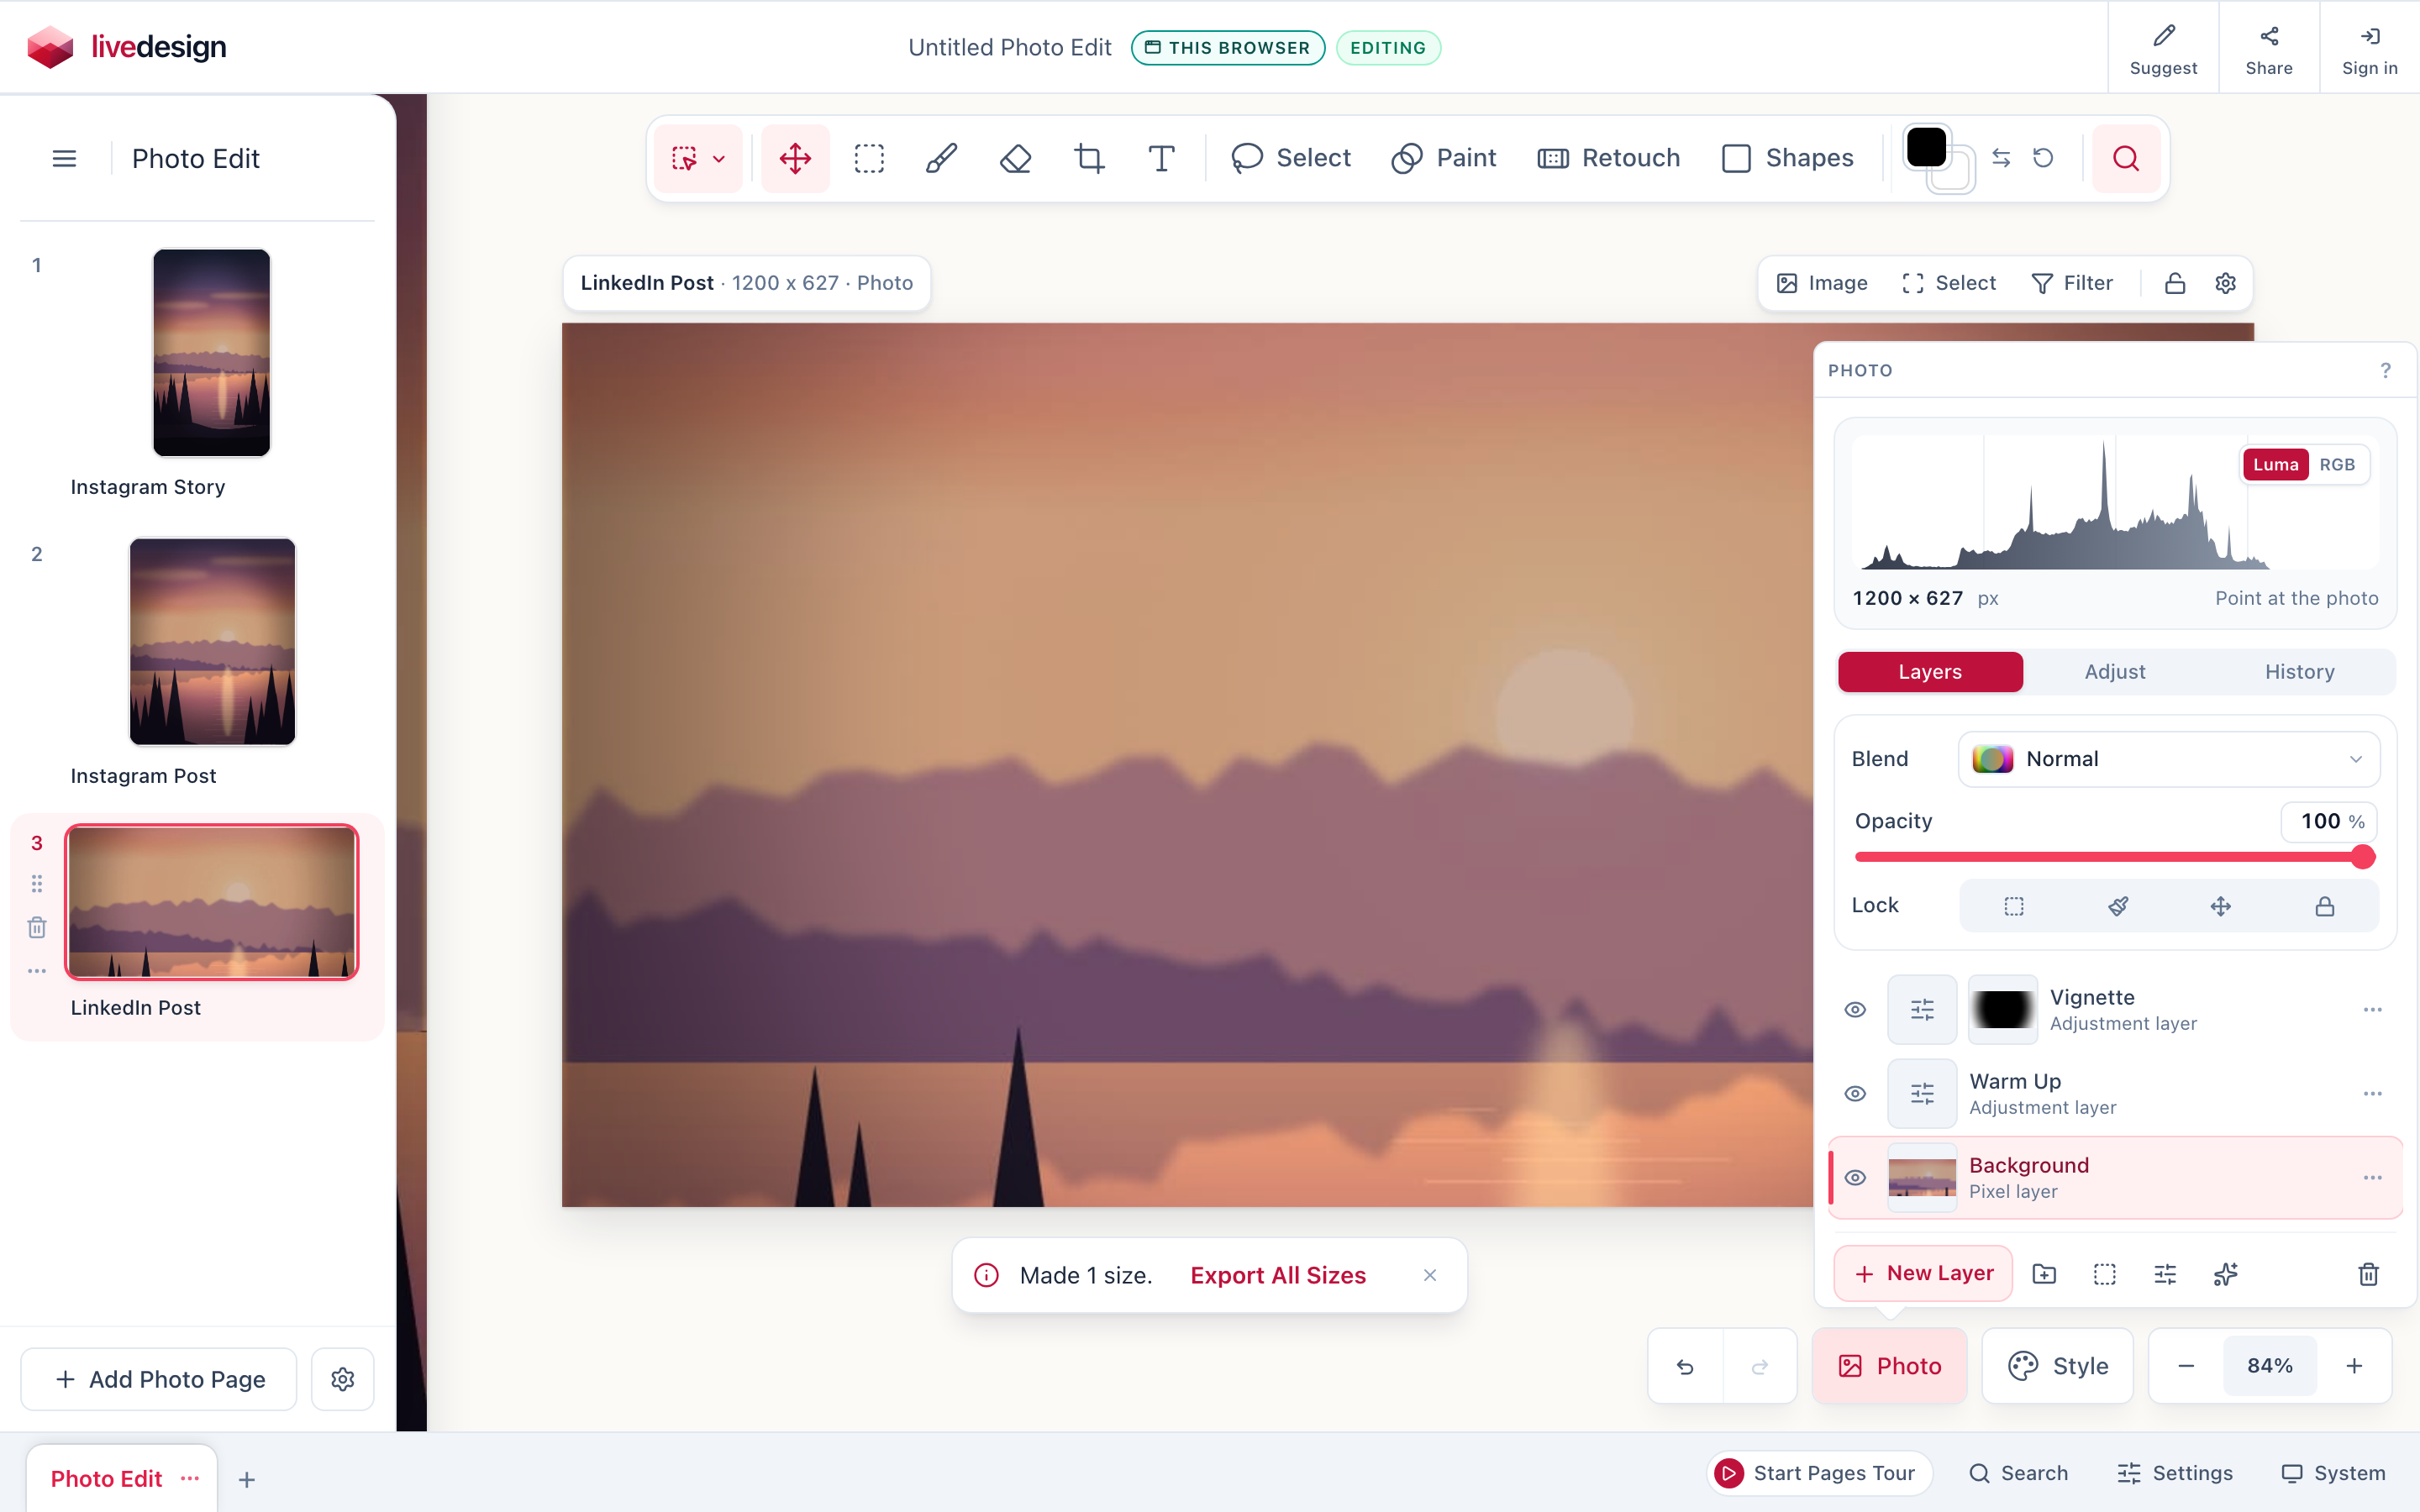 livedesign
Untitled Photo Edit
THIS BROWSER
EDITING
Suggest
Share
Sign in
Photo Edit
Select
Paint
Retouch
Shapes
1
Instagram Story
2
Instagram Post
3
LinkedIn Post
LinkedIn Post · 1200 x 627 · Photo
Image
Select
Filter
PHOTO
?
Luma
RGB
1200 × 627 px
Point at the photo
Layers
Adjust
History
Blend
Normal
Opacity
100 %
Lock
Vignette
Adjustment layer
Warm Up
Adjustment layer
Background
Pixel layer
New Layer
Made 1 size.
Export All Sizes
Add Photo Page
Photo
Style
84%
Photo Edit
Start Pages Tour
Search
Settings
System